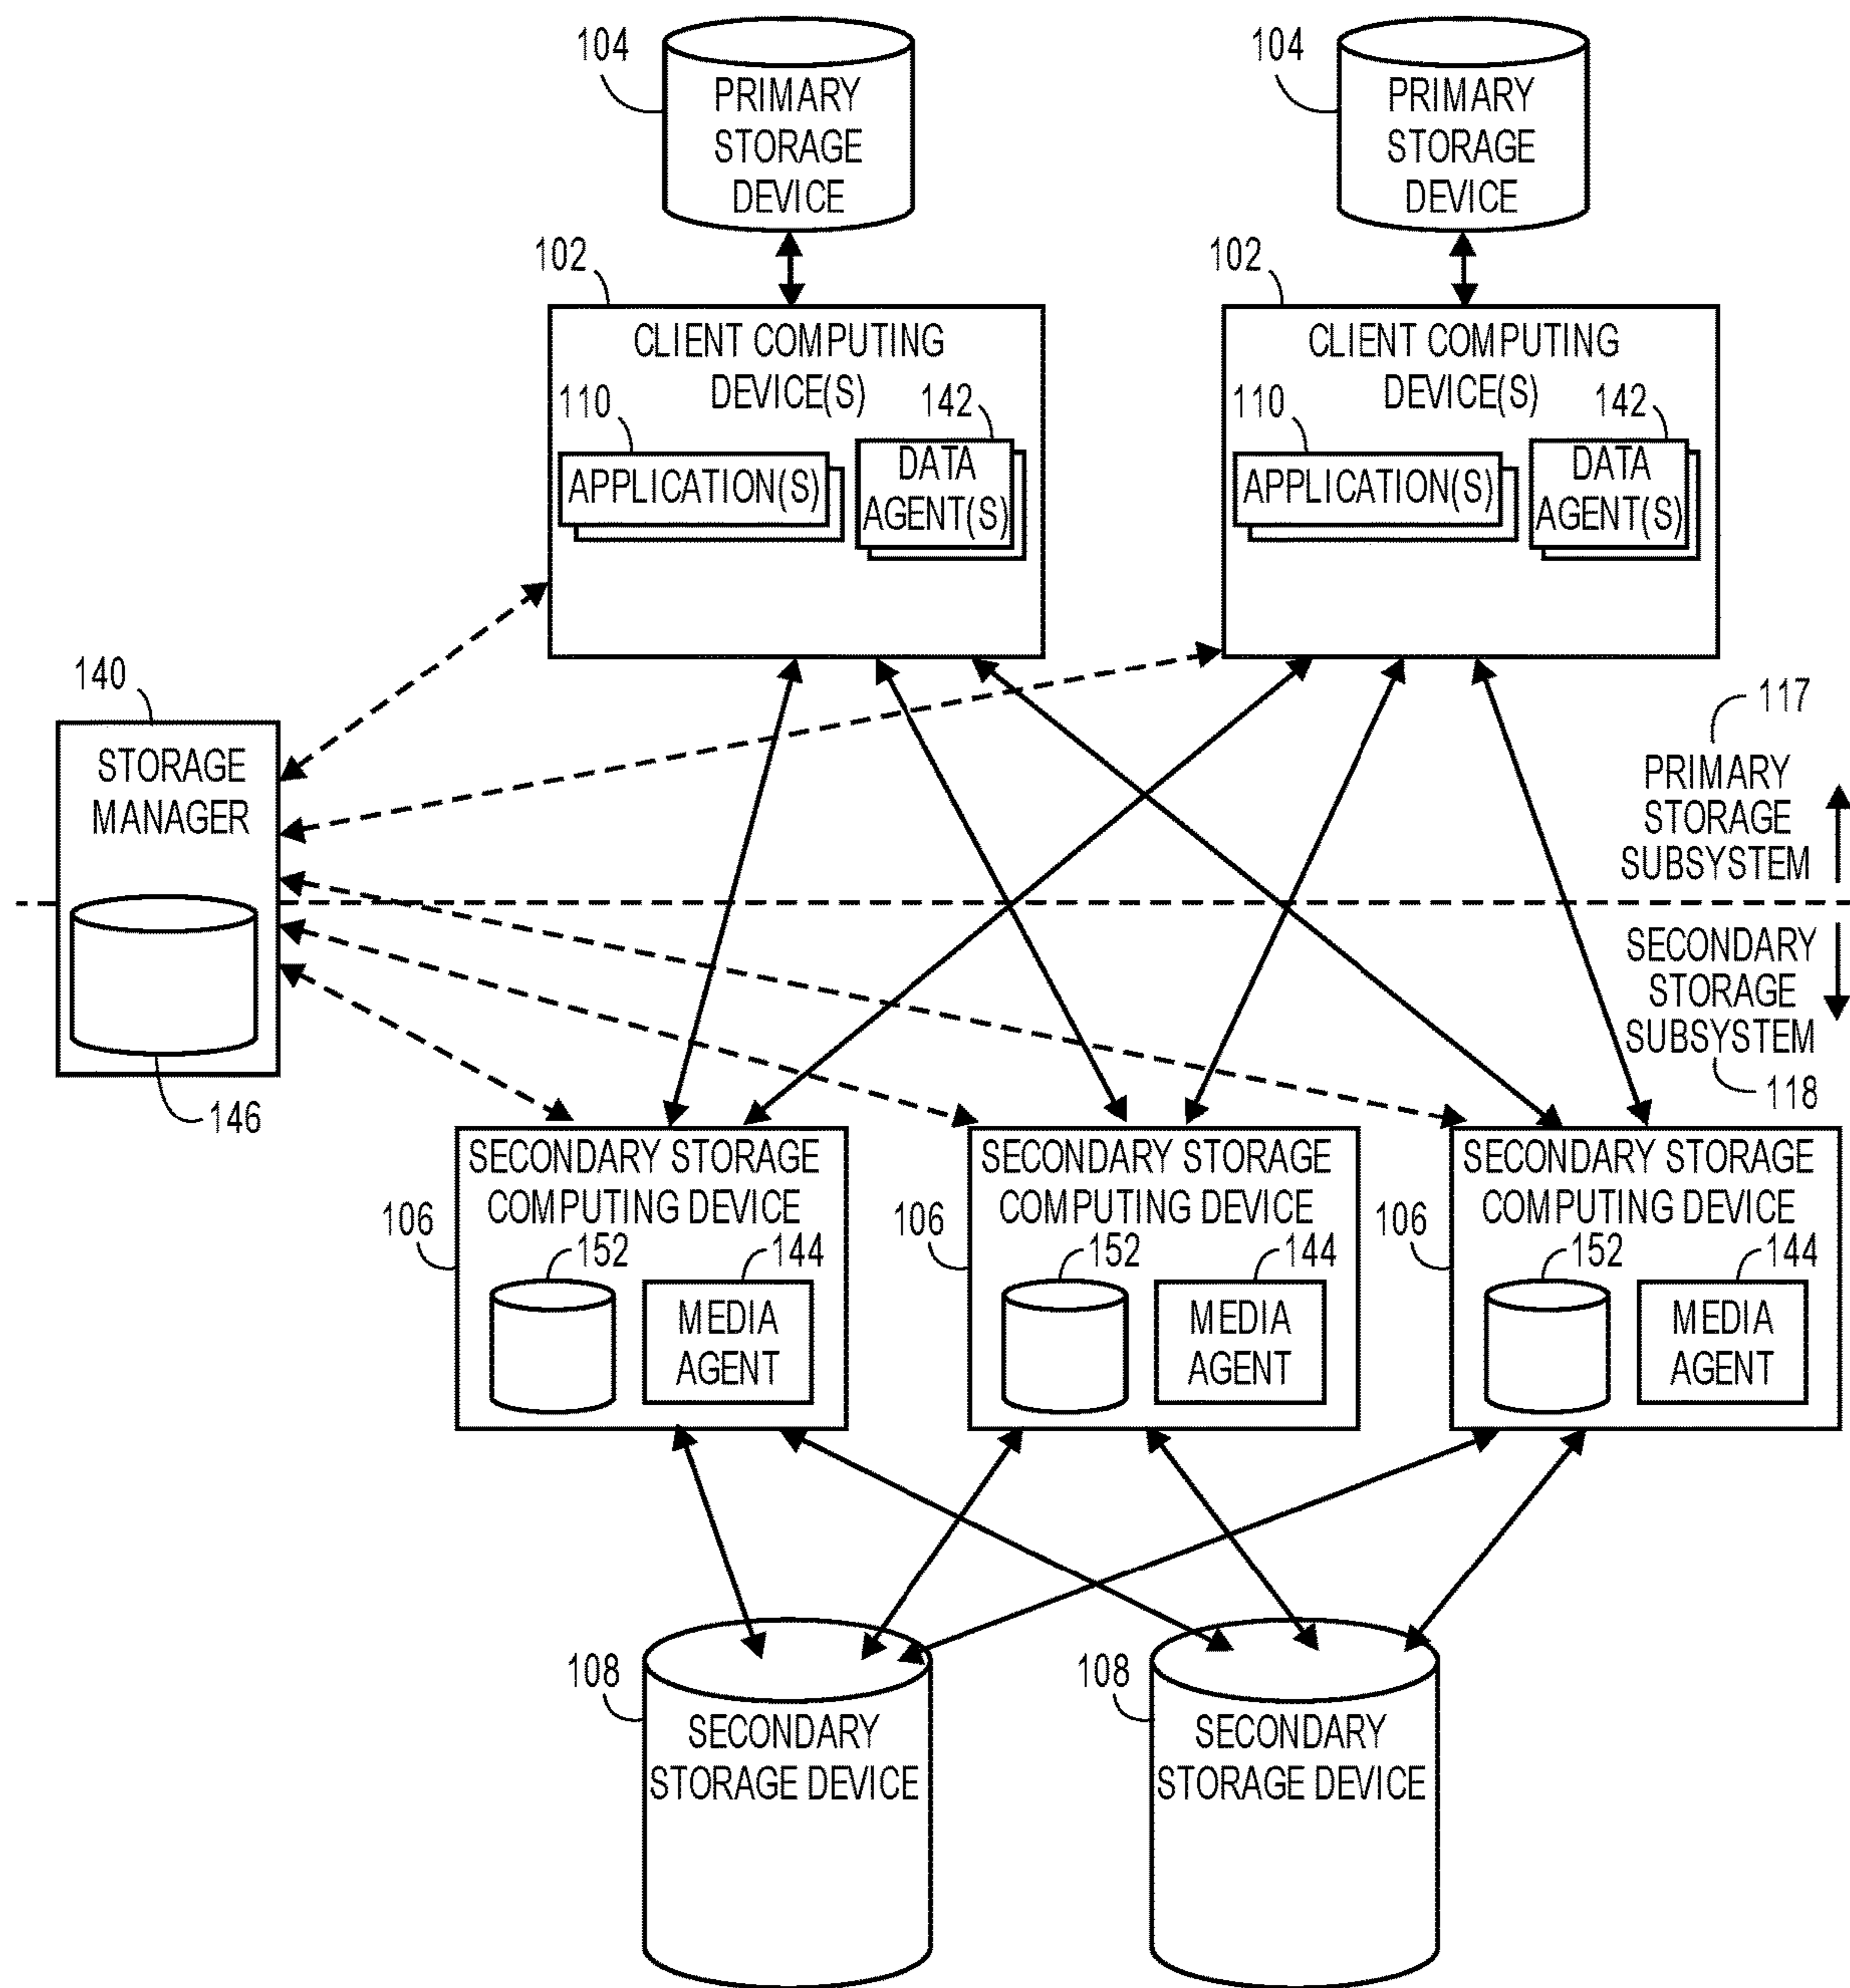 104
PRIMARY
STORAGE
DEVICE
104
PRIMARY
STORAGE
DEVICE
102
CLIENT COMPUTING
DEVICE(S)
110
APPLICATION(S)
142
DATA
AGENT(S)
102
CLIENT COMPUTING
DEVICE(S)
110
APPLICATION(S)
142
DATA
AGENT(S)
140
STORAGE
MANAGER
146
117
PRIMARY
STORAGE
SUBSYSTEM
SECONDARY
STORAGE
SUBSYSTEM
118
106
SECONDARY STORAGE
COMPUTING DEVICE
152
144
MEDIA
AGENT
106
SECONDARY STORAGE
COMPUTING DEVICE
152
144
MEDIA
AGENT
106
SECONDARY STORAGE
COMPUTING DEVICE
152
144
MEDIA
AGENT
108
SECONDARY
STORAGE DEVICE
108
SECONDARY
STORAGE DEVICE